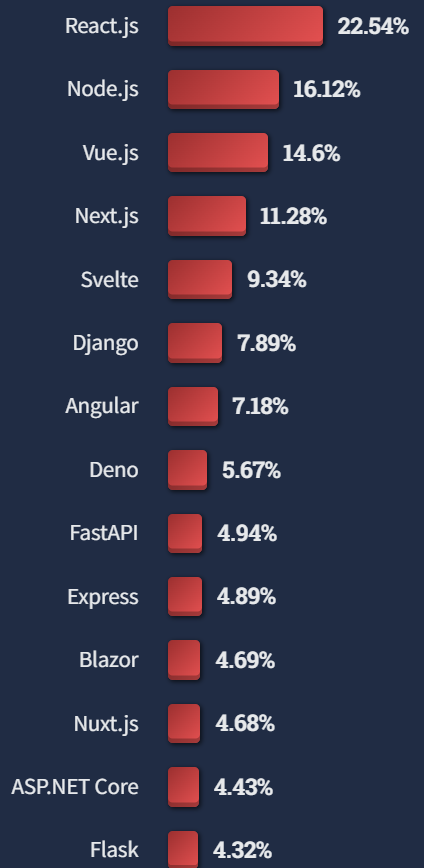 React.js 22.54%
Node.js 16.12%
Vue.js 14.6%
Next.js 11.28%
Svelte 9.34%
Django 7.89%
Angular 7.18%
Deno 5.67%
FastAPI 4.94%
Express 4.89%
Blazor 4.69%
Nuxt.js 4.68%
ASP.NET Core 4.43%
Flask 4.32%